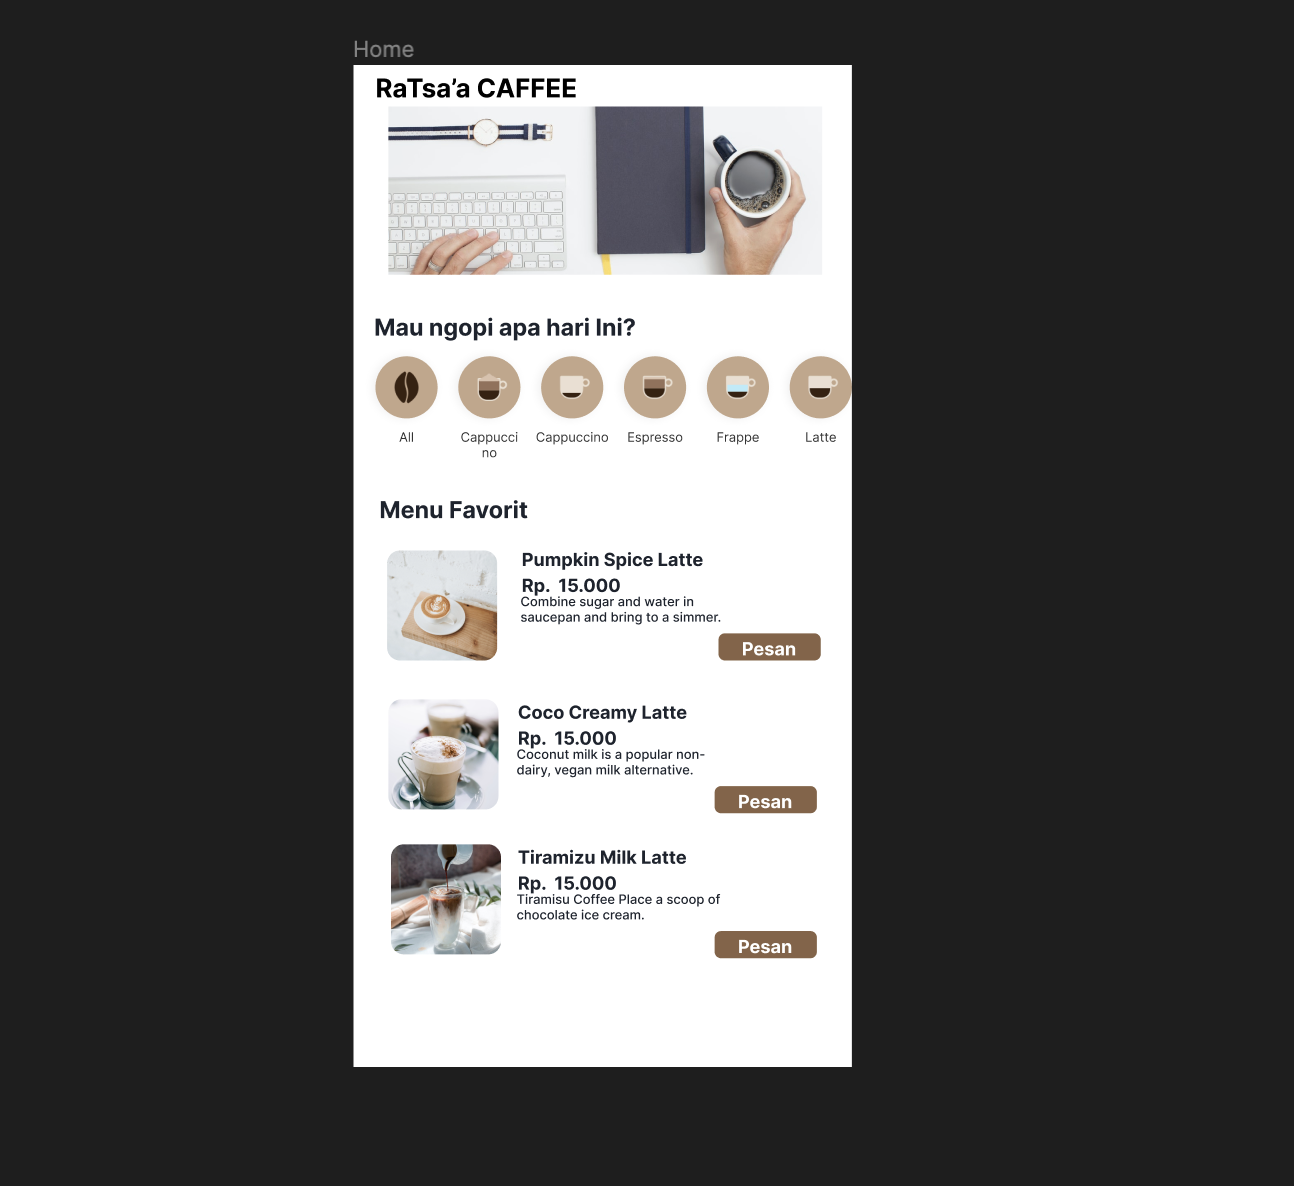 Home
RaTsa’a CAFFEE
Mau ngopi apa hari Ini?
All
Cappucci
no
Cappuccino
Espresso
Frappe
Latte
Menu Favorit
Pumpkin Spice Latte
Rp. 15.000
Combine sugar and water in
saucepan and bring to a simmer.
Pesan
Coco Creamy Latte
Rp. 15.000
Coconut milk is a popular non-
dairy, vegan milk alternative.
Pesan
Tiramizu Milk Latte
Rp. 15.000
Tiramisu Coffee Place a scoop of
chocolate ice cream.
Pesan